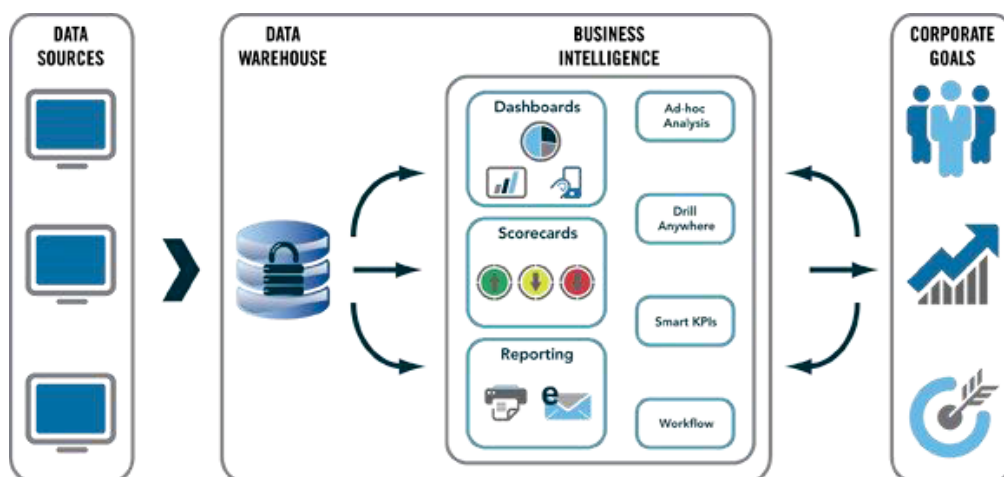 DATA
SOURCES
DATA
WAREHOUSE
BUSINESS
INTELLIGENCE
Dashboards
Scorecards
Reporting
e
Ad-hoc
Analysis
Drill
Anywhere
Smart KPIs
Workflow
CORPORATE
GOALS